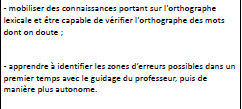 - mobiliser des connaissances portant sur l'orthographe
lexicale et être capable de vérifier l'orthographe des mots
dont on doute ;
- apprendre à identifier les zones d'erreurs possibles dans un
premier temps avec le guidage du professeur, puis de
manière plus autonome.